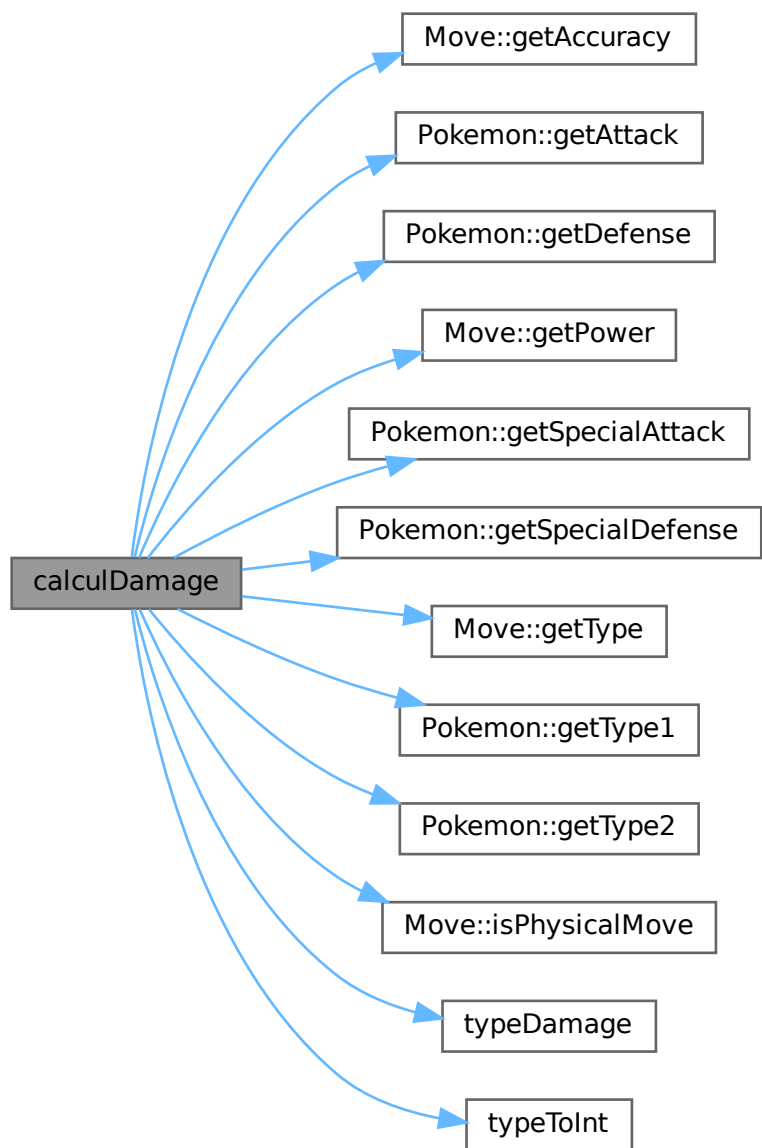 Move::getAccuracy
Pokemon::getAttack
Pokemon::getDefense
Move::getPower
Pokemon::getSpecialAttack
Pokemon::getSpecialDefense
calculDamage
Move::getType
Pokemon::getType1
Pokemon::getType2
Move::isPhysicalMove
typeDamage
typeToInt